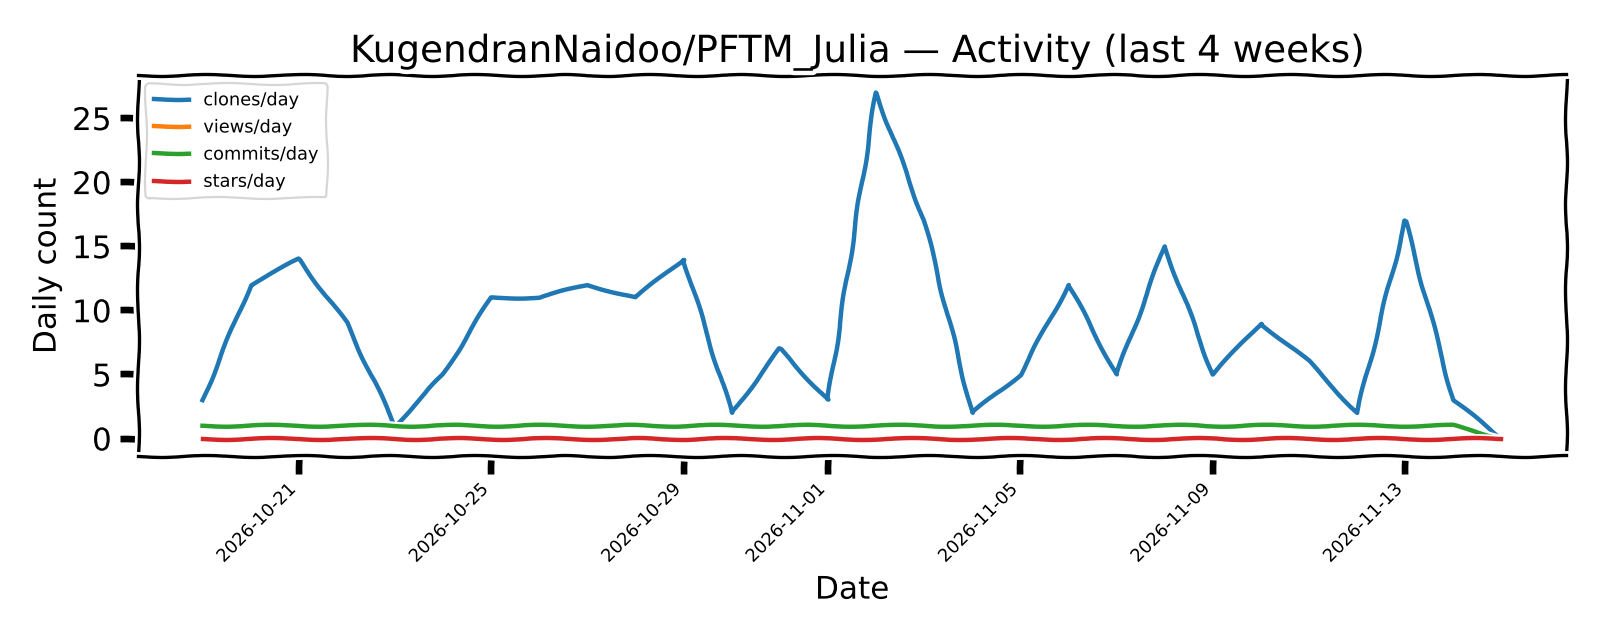 KugendranNaidoo/PFTM_Julia — Activity (last 4 weeks)
clones/day
views/day
commits/day
stars/day
Daily count
25
20
15
10
5
0
2026-10-21
2026-10-25
2026-10-29
2026-11-01
2026-11-05
2026-11-09
2026-11-13
Date